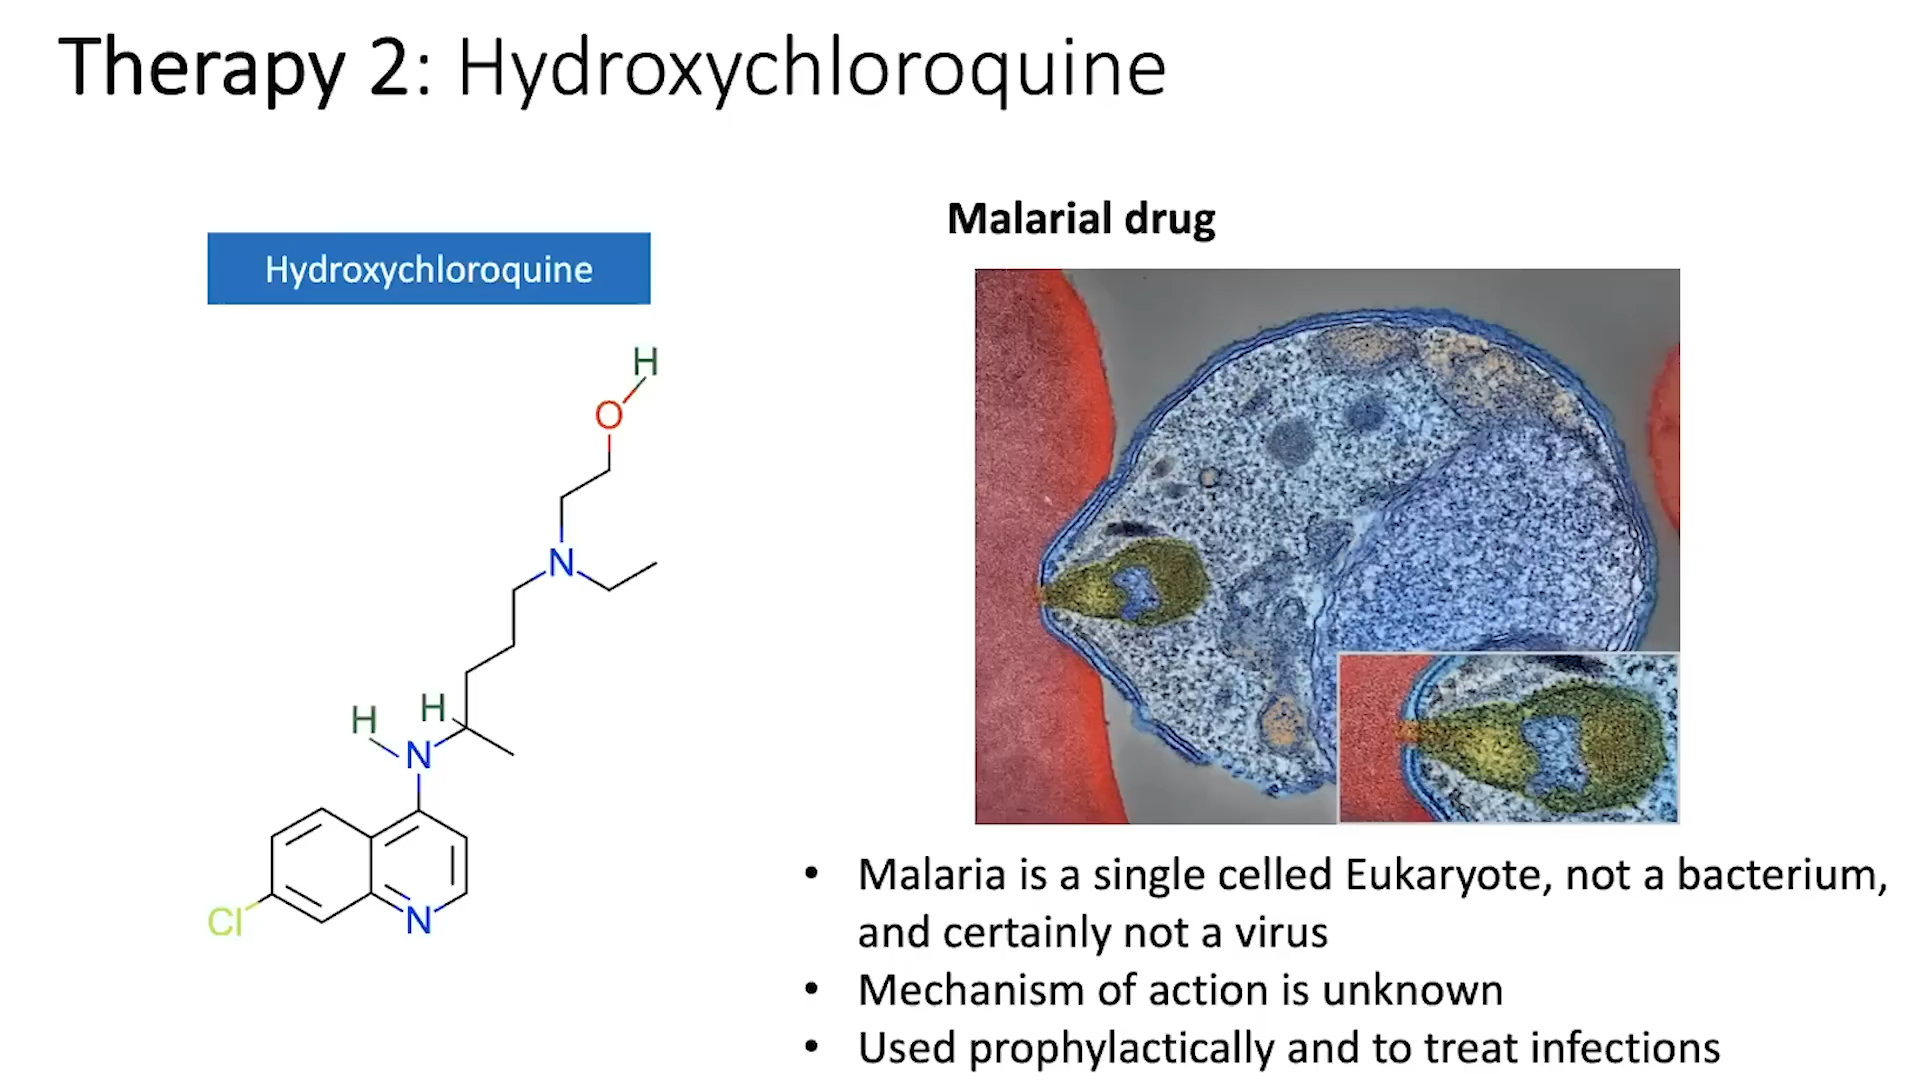 Therapy 2: Hydroxychloroquine
Hydroxychloroquine
H
O
N
H
H
N
Cl
N
Malarial drug
• Malaria is a single celled Eukaryote, not a bacterium,
and certainly not a virus
• Mechanism of action is unknown
• Used prophylactically and to treat infections